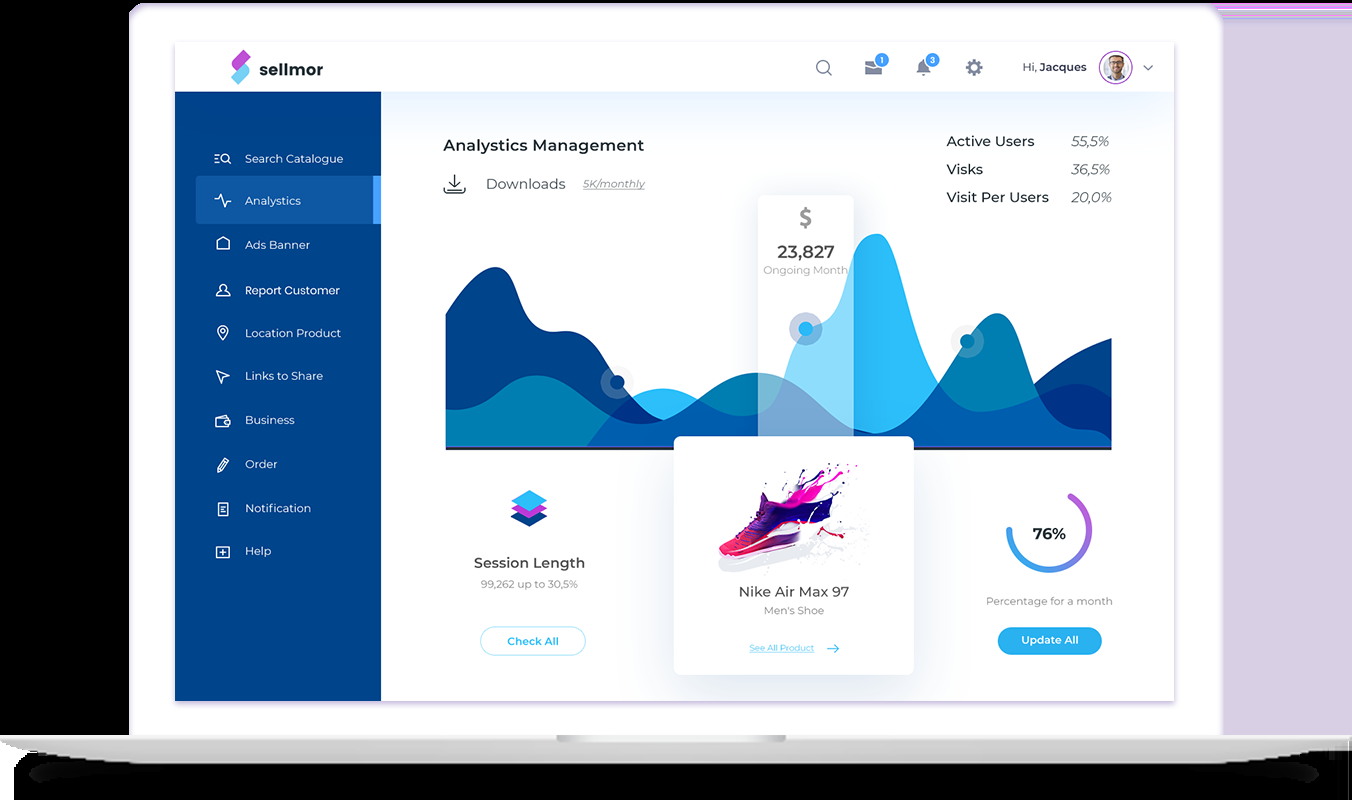 sellmor
1
3
Hi, Jacques
Search Catalogue
Analystics
Ads Banner
Report Customer
Location Product
Links to Share
Business
Order
Notification
Help
Analystics Management
Downloads 5K/monthly
Active Users 55,5%
Visks 36,5%
Visit Per Users 20,0%
$
23,827
Ongoing Month
Session Length
99,262 up to 30,5%
Check All
Nike Air Max 97
Men's Shoe
See All Product
76%
Percentage for a month
Update All